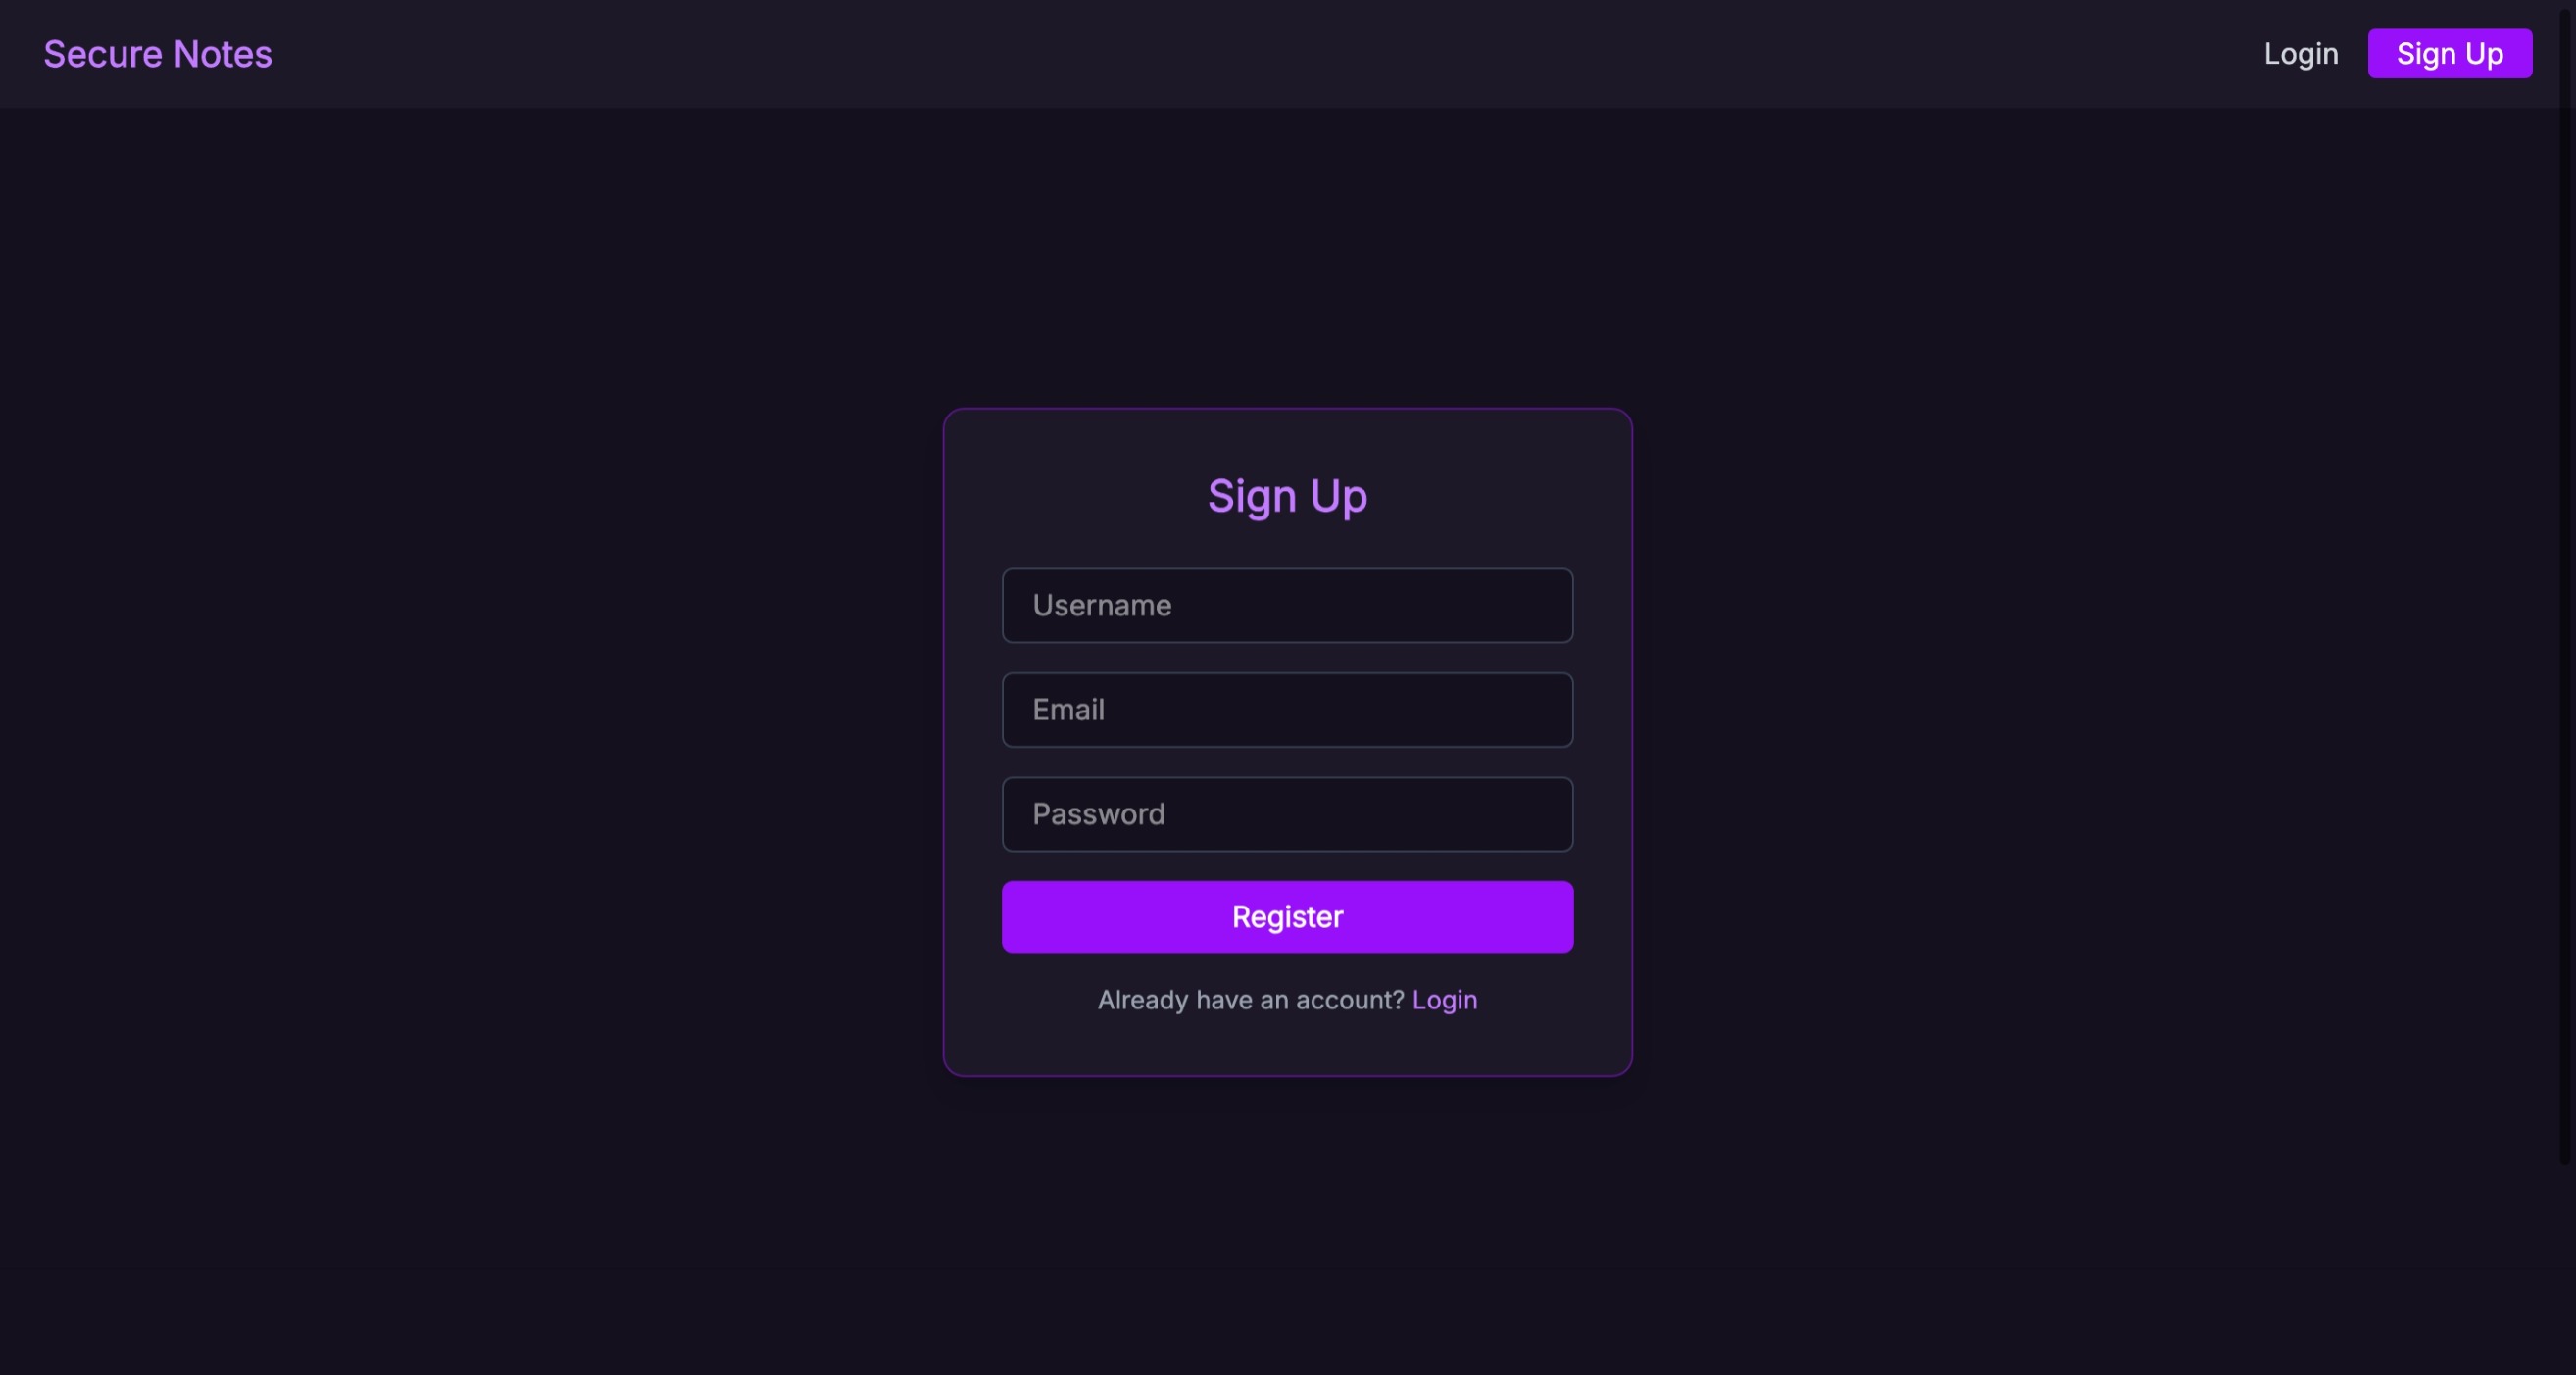 Secure Notes
Login
Sign Up
Sign Up
Username
Email
Password
Register
Already have an account? Login